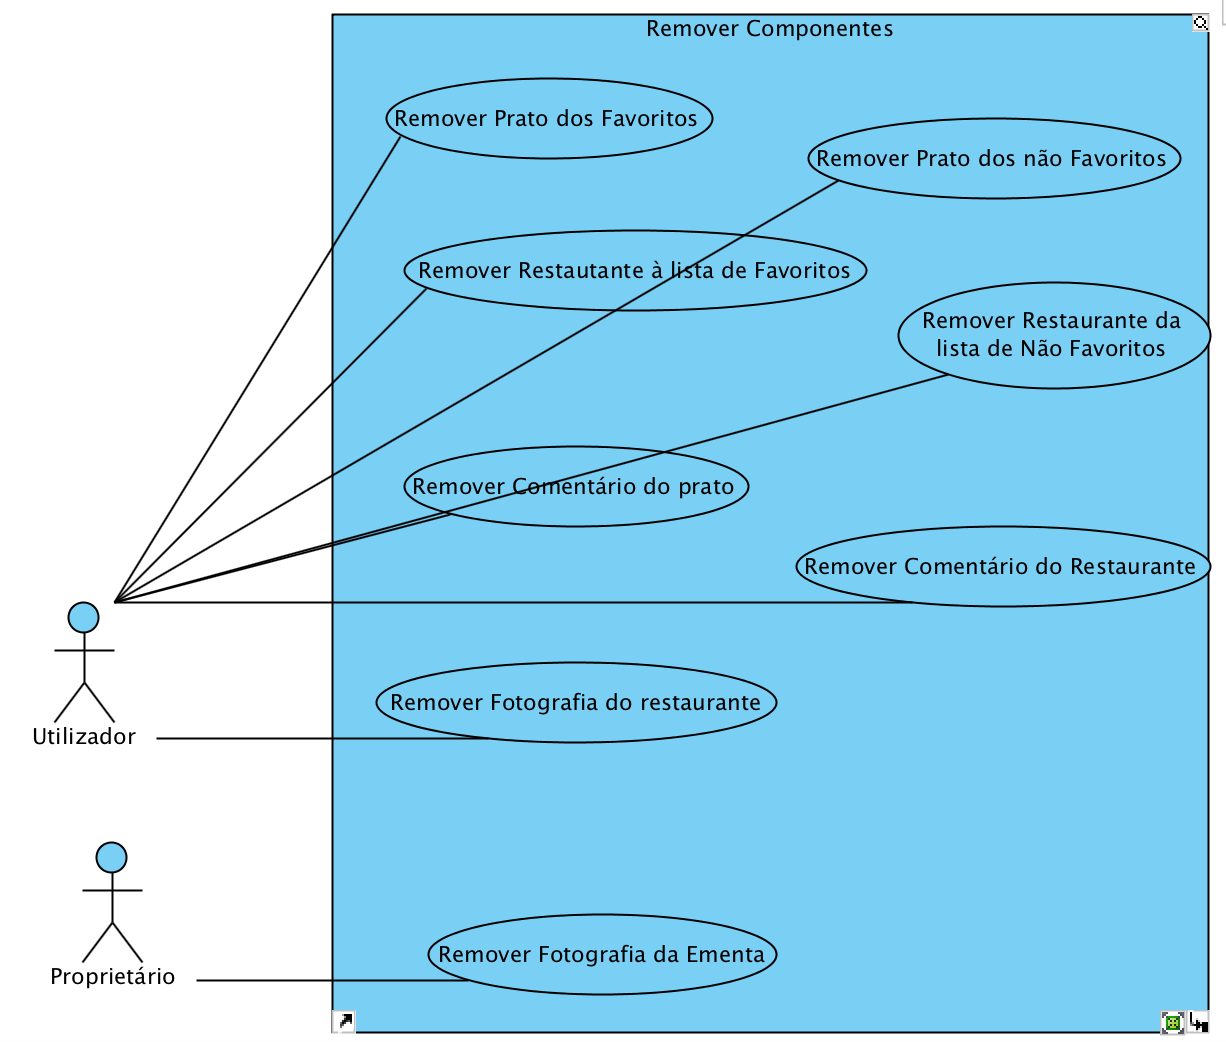 Remover Componentes
Remover Prato dos Favoritos
Remover Prato dos não Favoritos
Remover Restautante à lista de Favoritos
Remover Restaurante da
lista de Não Favoritos
Remover Comentário do prato
Remover Comentário do Restaurante
Remover Fotografia do restaurante
Utilizador
Remover Fotografia da Ementa
Proprietário